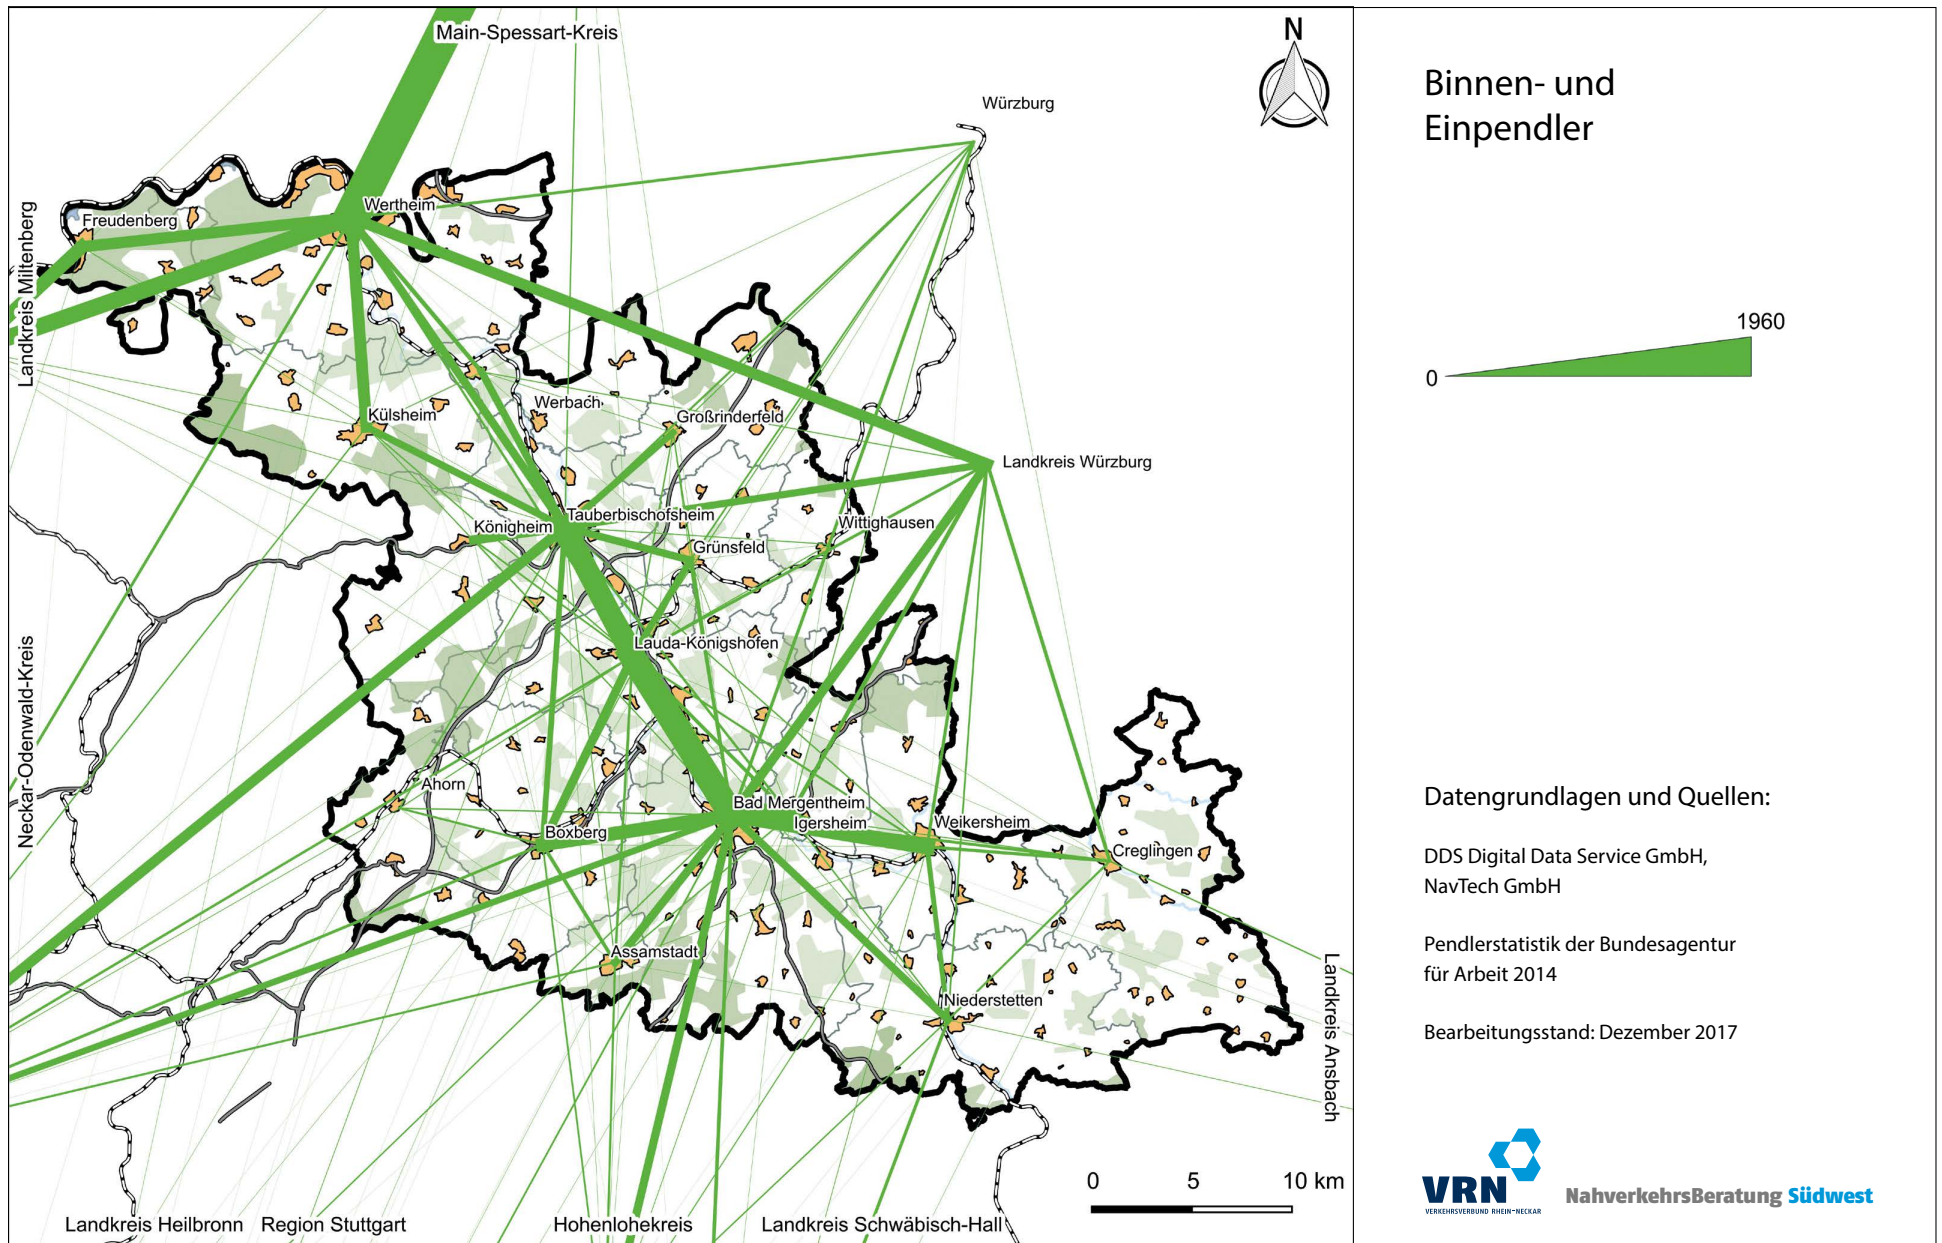 Main-Spessart-Kreis
N
Würzburg
Wertheim
Freudenberg
Landkreis Miltenberg
Külsheim
Werbach
Großrinderfeld
Landkreis Würzburg
Tauberbischofsheim
Königheim
Wittighausen
Grünsfeld
Lauda-Königshofen
Neckar-Odenwald-Kreis
Ahorn
Bad Mergentheim
Igersheim
Boxberg
Weikersheim
Creglingen
Assamstadt
Niederstetten
Landkreis Ansbach
0 5 10 km
Landkreis Heilbronn
Region Stuttgart
Hohenlohekreis
Landkreis Schwäbisch-Hall
Binnen- und
Einpendler
1960
0
Datengrundlagen und Quellen:
DDS Digital Data Service GmbH,
NavTech GmbH
Pendlerstatistik der Bundesagentur
für Arbeit 2014
Bearbeitungsstand: Dezember 2017
VRN
VERKEHRSVERBUND RHEIN-NECKAR
NahverkehrsBeratung Südwest